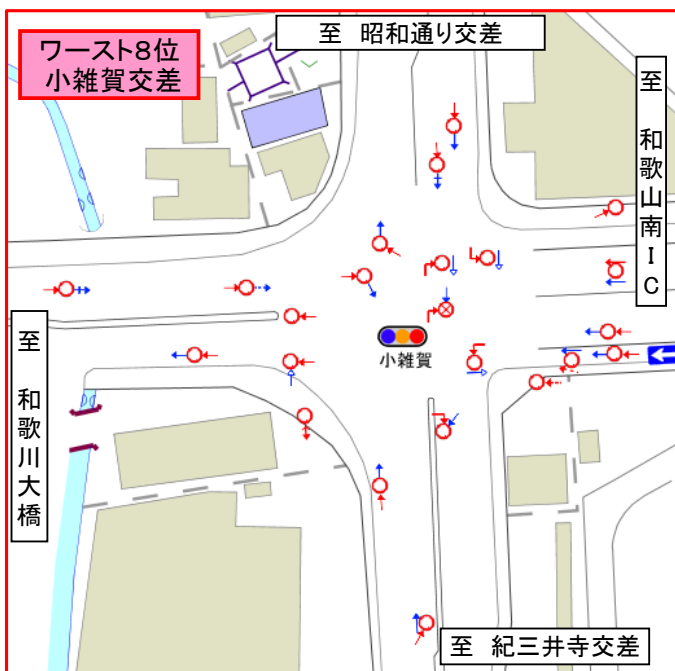 ワースト8位
小雑賀交差
至 昭和通り交差
至 和歌山南IC
小雑賀
至 和歌川大橋
至 紀三井寺交差